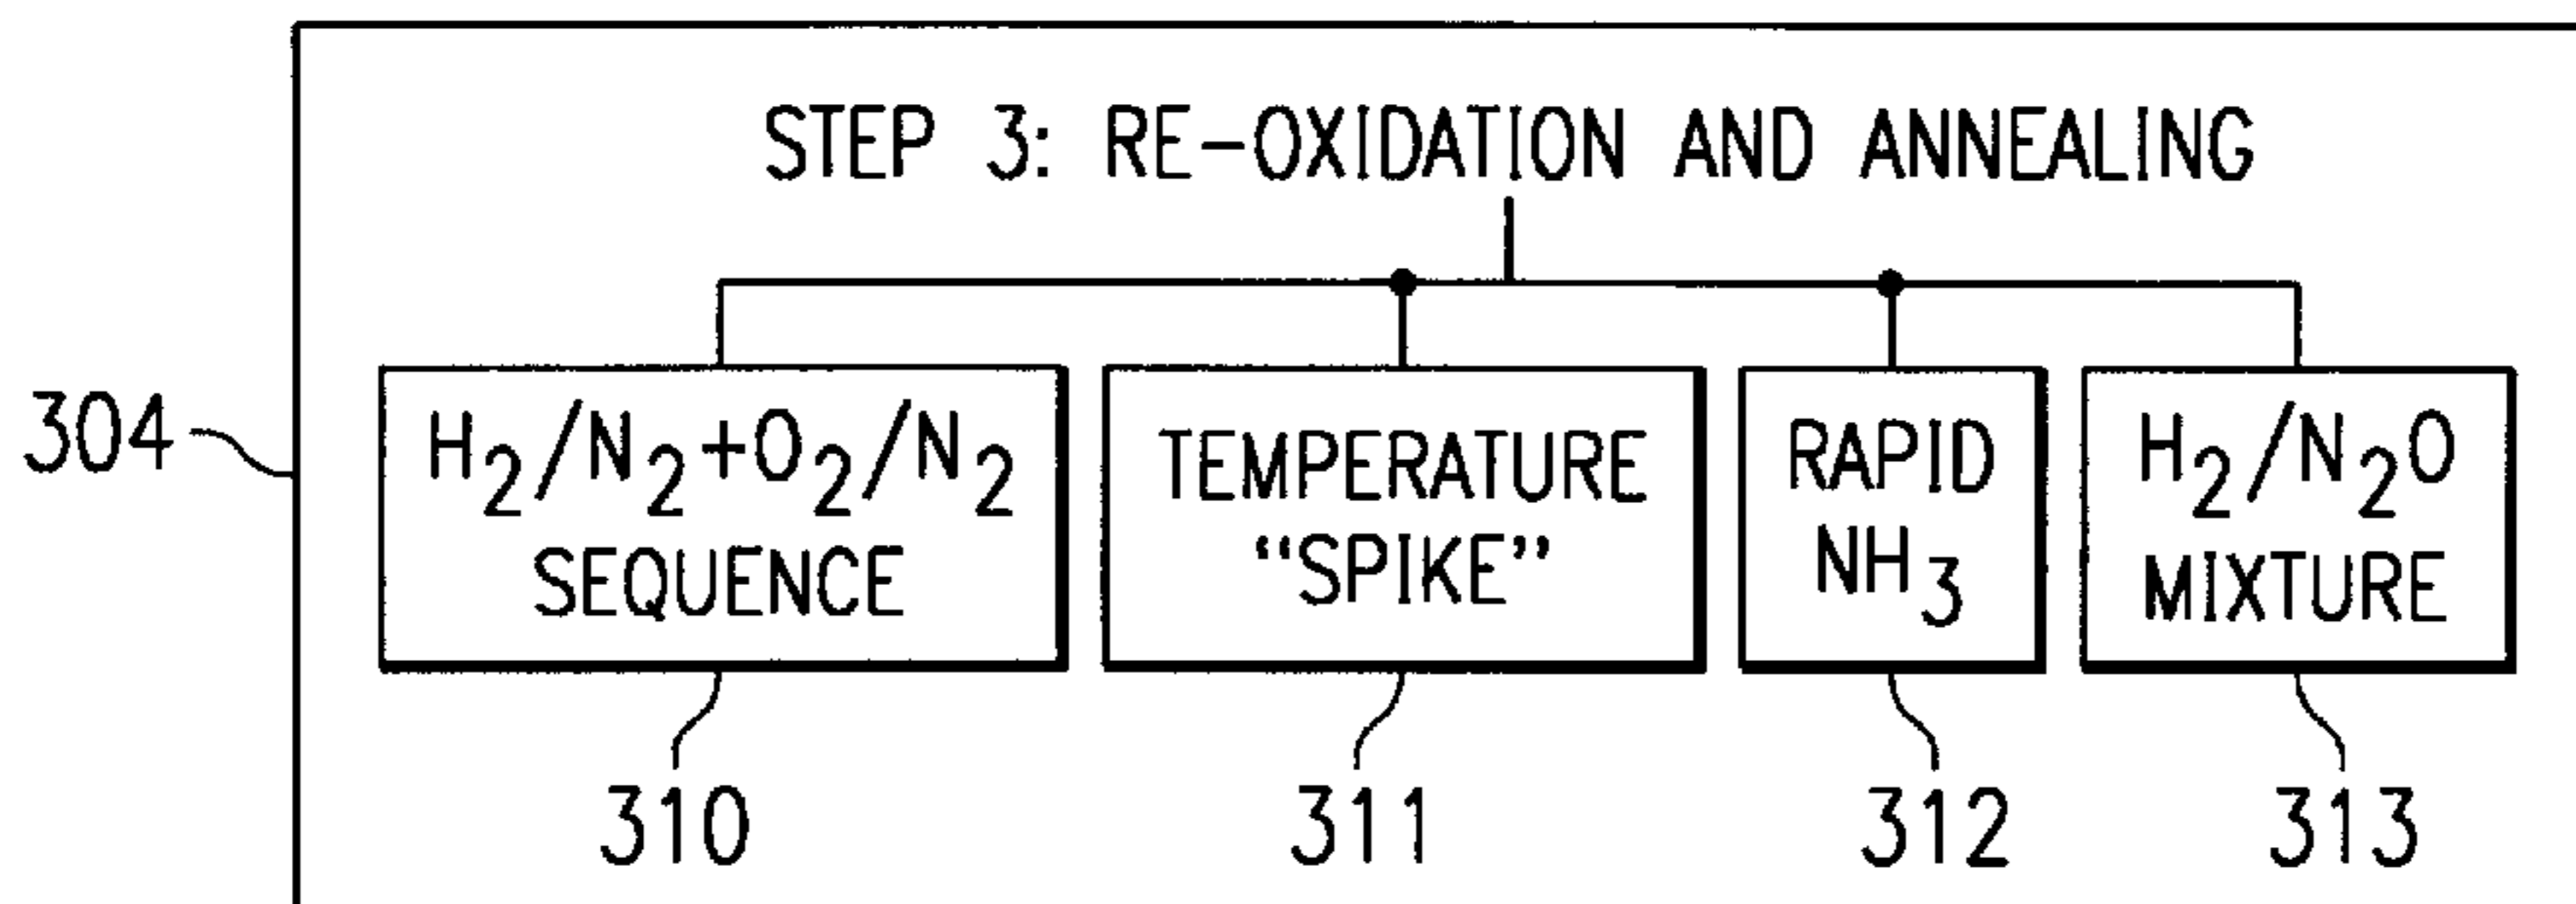 STEP 3: RE-OXIDATION AND ANNEALING
304
H₂/N₂+O₂/N₂
SEQUENCE
TEMPERATURE
“SPIKE”
RAPID
NH₃
H₂/N₂O
MIXTURE
310
311
312
313